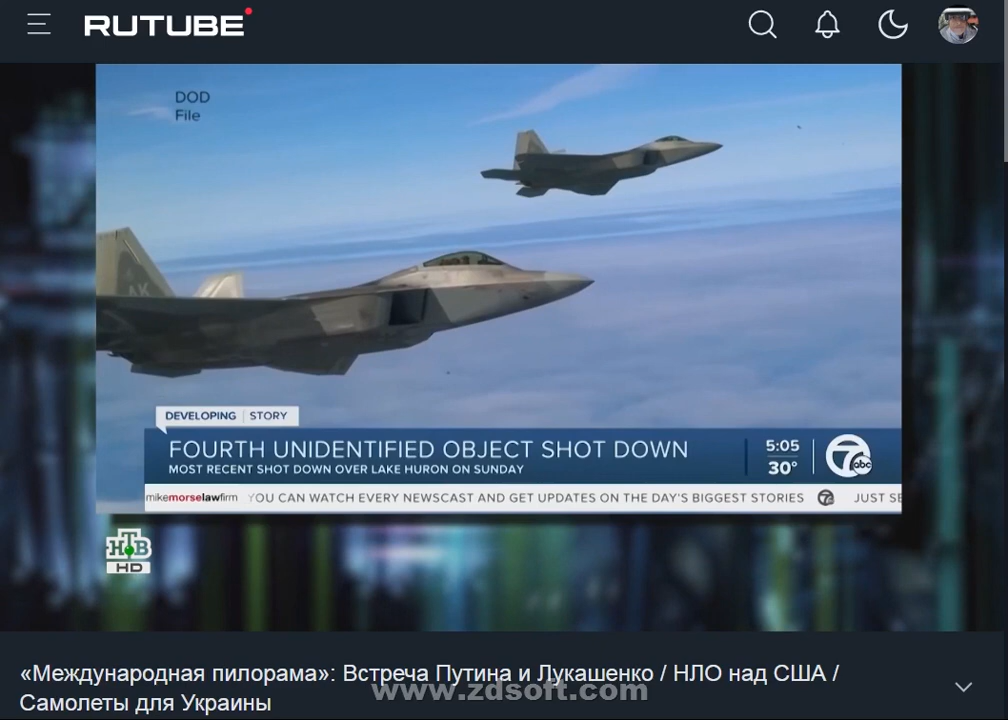 RUTUBE
DOD
File
AK
DEVELOPING STORY
FOURTH UNIDENTIFIED OBJECT SHOT DOWN
MOST RECENT SHOT DOWN OVER LAKE HURON ON SUNDAY
5:05
30°
7 abc
mikemorselawfirm YOU CAN WATCH EVERY NEWSCAST AND GET UPDATES ON THE DAY'S BIGGEST STORIES 7 JUST SE
НТВ
HD
«Международная пилорама»: Встреча Путина и Лукашенко / НЛО над США /
Самолеты для Украины
www.zdsoft.com